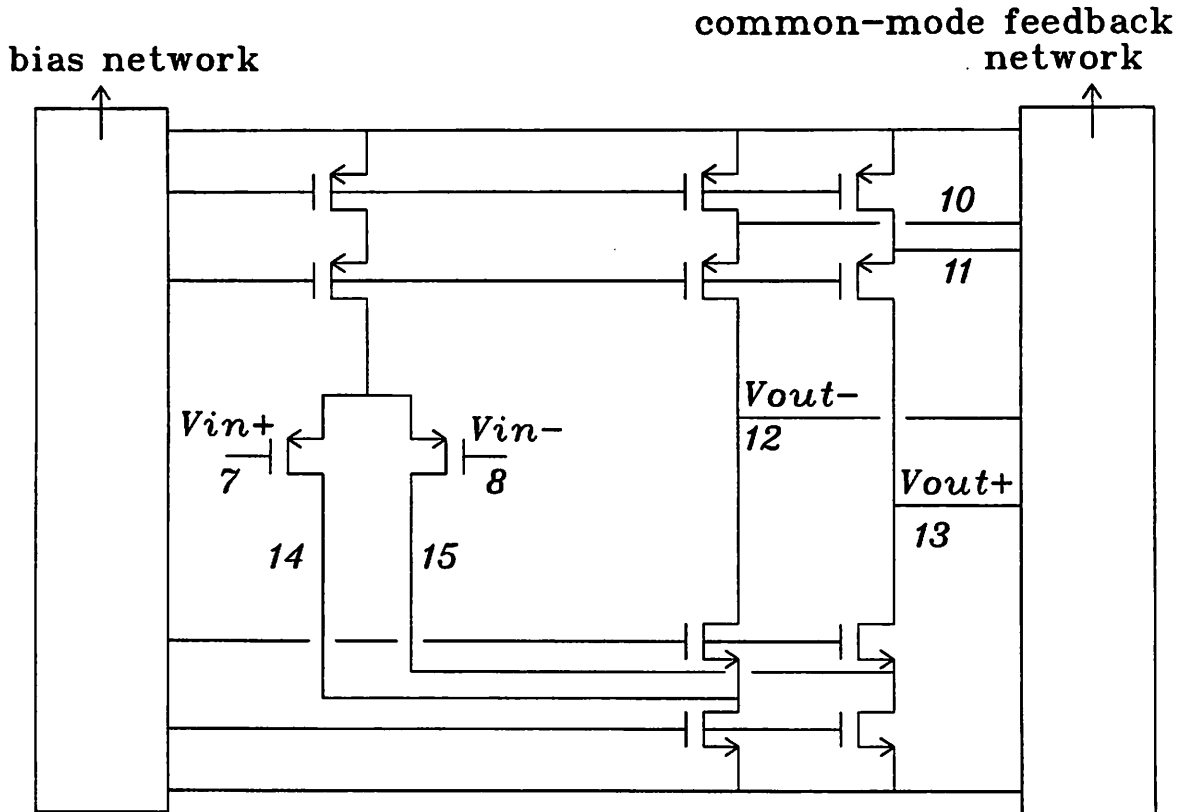 common-mode feedback
network
bias network
10
11
Vout-
12
Vin+
7
Vin-
8
Vout+
13
14
15